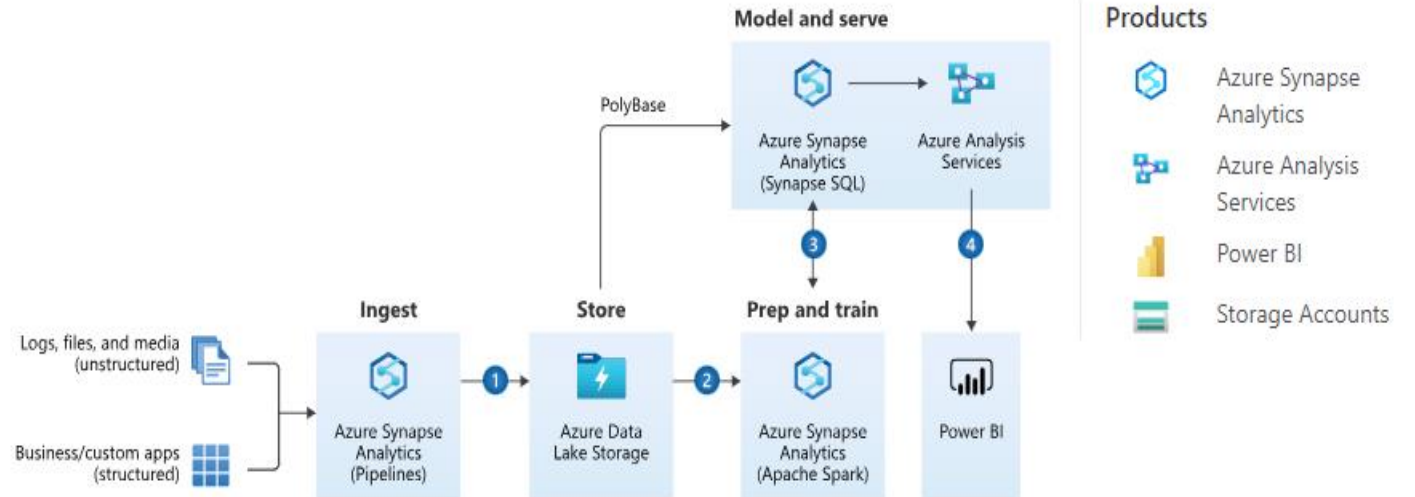 Model and serve
PolyBase
Azure Synapse
Analytics
(Synapse SQL)
Azure Analysis
Services
3
4
Ingest
Store
Prep and train
Logs, files, and media
(unstructured)
Business/custom apps
(structured)
Azure Synapse
Analytics
(Pipelines)
1
Azure Data
Lake Storage
2
Azure Synapse
Analytics
(Apache Spark)
Power BI
Products
Azure Synapse
Analytics
Azure Analysis
Services
Power BI
Storage Accounts